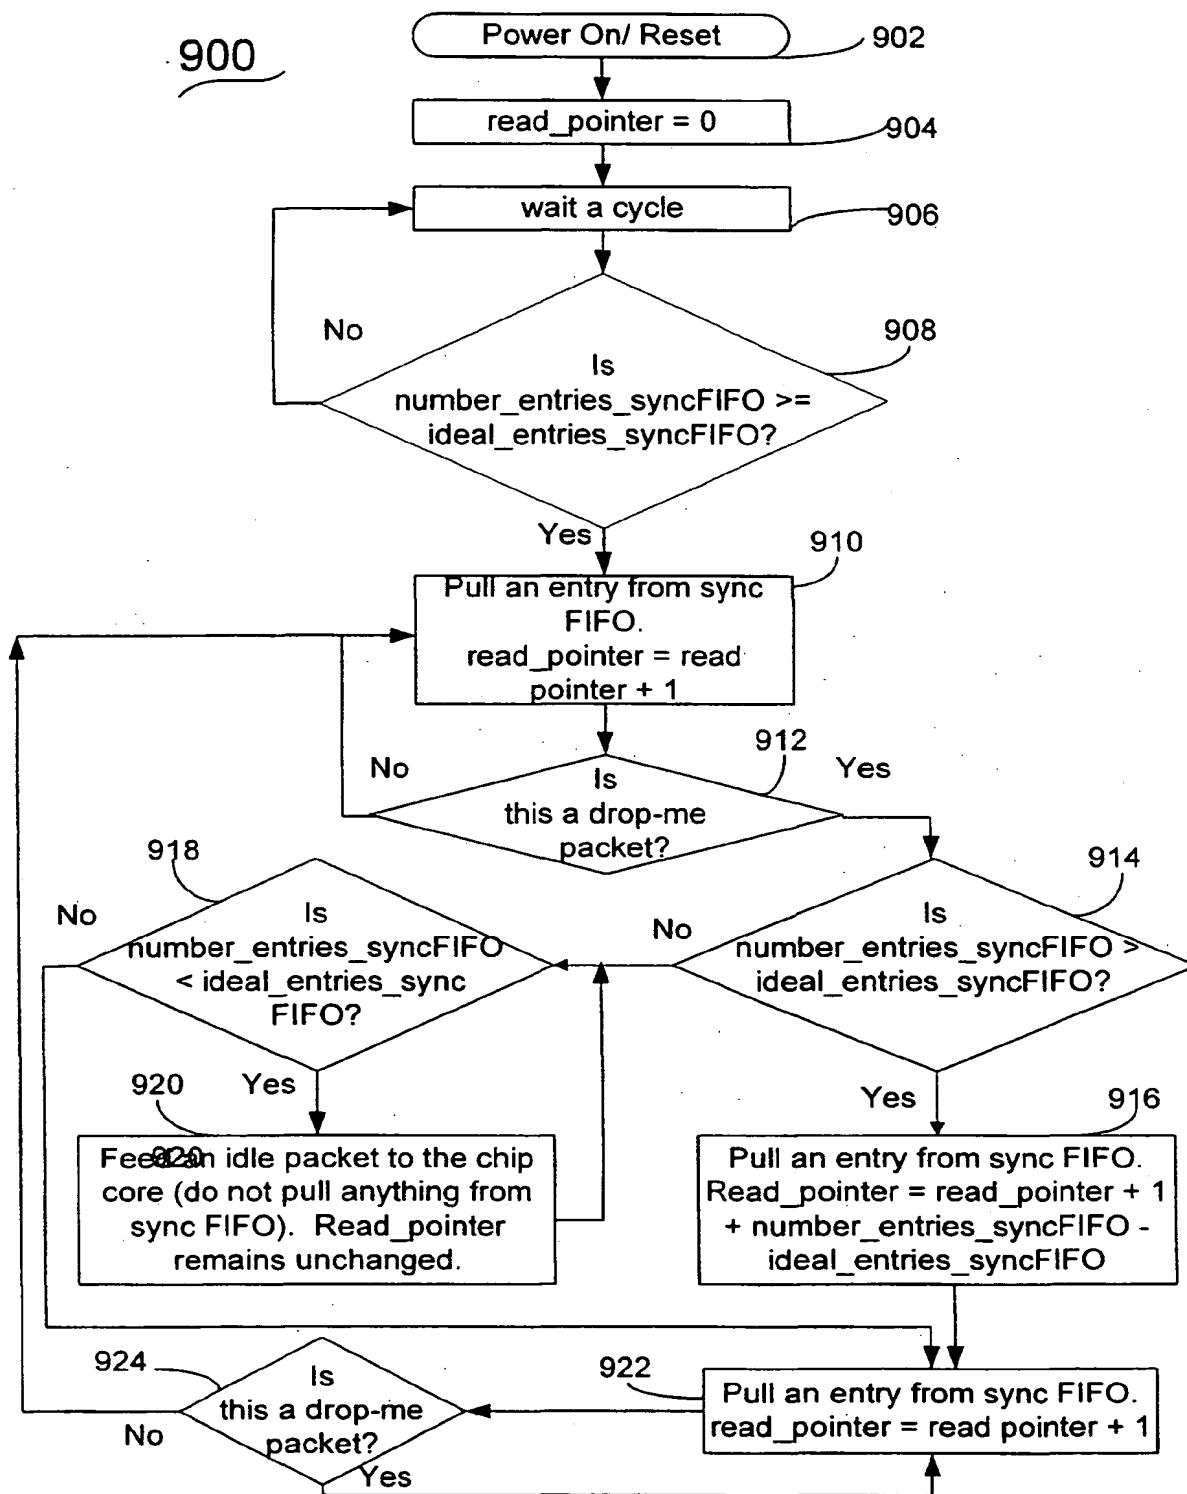 900
Power On/ Reset
902
read_pointer = 0
904
wait a cycle
906
No
908
Is
number_entries_syncFIFO >=
ideal_entries_syncFIFO?
Yes
910
Pull an entry from sync
FIFO.
read_pointer = read
pointer + 1
912
No
Yes
Is
this a drop-me
packet?
918
914
No
Is
number_entries_syncFIFO
< ideal_entries_sync
FIFO?
No
Is
number_entries_syncFIFO >
ideal_entries_syncFIFO?
920
Yes
Yes
916
920
Feed an idle packet to the chip
core (do not pull anything from
sync FIFO). Read_pointer
remains unchanged.
Pull an entry from sync FIFO.
Read_pointer = read_pointer + 1
+ number_entries_syncFIFO -
ideal_entries_syncFIFO
924
Is
this a drop-me
packet?
No
Yes
922
Pull an entry from sync FIFO.
read_pointer = read pointer + 1